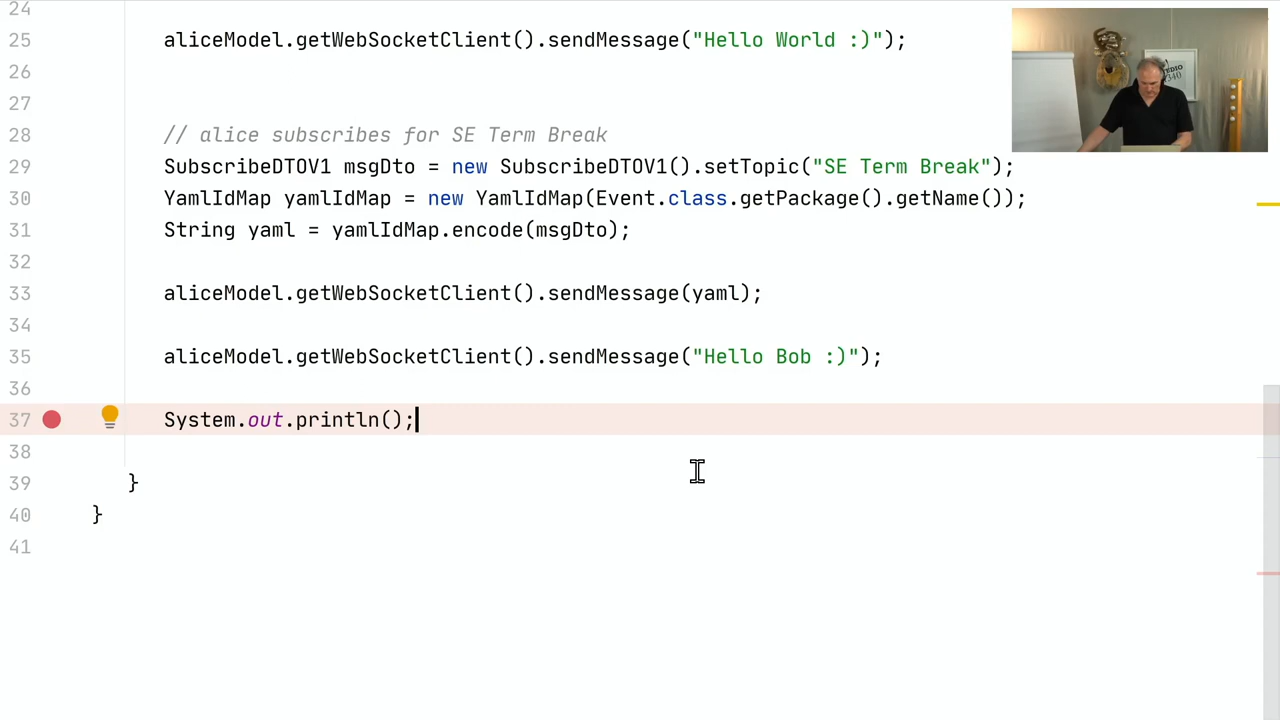 24
25 aliceModel.getWebSocketClient().sendMessage("Hello World :)");
26
27
28 // alice subscribes for SE Term Break
29 SubscribeDTOV1 msgDto = new SubscribeDTOV1().setTopic("SE Term Break");
30 YamlIdMap yamlIdMap = new YamlIdMap(Event.class.getPackage().getName());
31 String yaml = yamlIdMap.encode(msgDto);
32
33 aliceModel.getWebSocketClient().sendMessage(yaml);
34
35 aliceModel.getWebSocketClient().sendMessage("Hello Bob :)");
36
37 System.out.println();
38
39 }
40 }
41